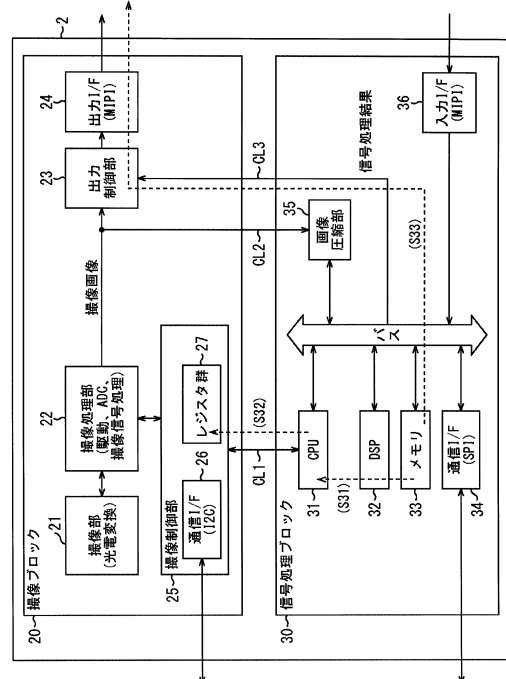 2
20
撮像ブロック
21
撮像部
(光電変換)
22
撮像処理部
(駆動、ADC、
撮像信号処理)
撮像画像
23
出力
制御部
24
出力I/F
(MIPI)
25
撮像制御部
26
通信I/F
(I2C)
27
レジスタ群
(S32)
CL1
CL2
CL3
30
信号処理ブロック
31
CPU
(S31)
32
DSP
33
メモリ
34
通信I/F
(SPI)
バス
35
画像
圧縮部
(S33)
信号処理結果
36
入力I/F
(MIPI)